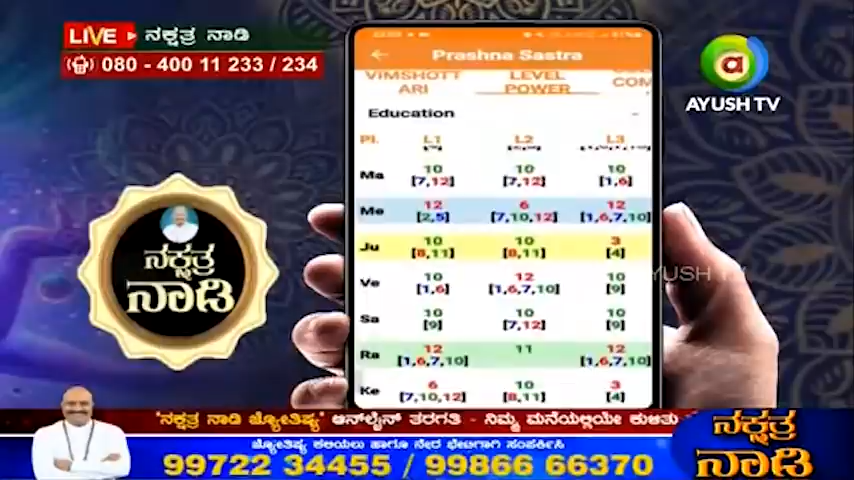 LIVE ನಕ್ಷತ್ರ ನಾಡಿ
080 - 400 11 233 / 234
AYUSH TV
Prashna Sastra
VIMSHOTT
ARI
LEVEL
POWER
COM
Education
Pl. L1 L2 L3
Ma 10 10 10
[7,12] [7,12] [1,6]
Me 12 6 12
[2,5] [7,10,12] [1,6,7,10]
Ju 10 10 3
[8,11] [8,11] [4]
Ve 10 12 10
[1,6] [1,6,7,10] [9]
Sa 10 10 10
[9] [7,12] [9]
Ra 12 11 12
[1,6,7,10] [1,6,7,10]
Ke 6 10 3
[7,10,12] [8,11] [4]
ನಕ್ಷತ್ರ
ನಾಡಿ
'ನಕ್ಷತ್ರ ನಾಡಿ ಜ್ಯೋತಿಷ್ಯ' ಆನ್‌ಲೈನ್ ತರಗತಿ - ನಿಮ್ಮ ಮನೆಯಲ್ಲಿಯೇ ಕುಳಿತು
ಜ್ಯೋತಿಷ್ಯ ಕಲಿಯಲು ಹಾಗೂ ನೇರ ಭೇಟಿಗಾಗಿ ಸಂಪರ್ಕಿಸಿ
99722 34455 / 99866 66370
ನಕ್ಷತ್ರ
ನಾಡಿ